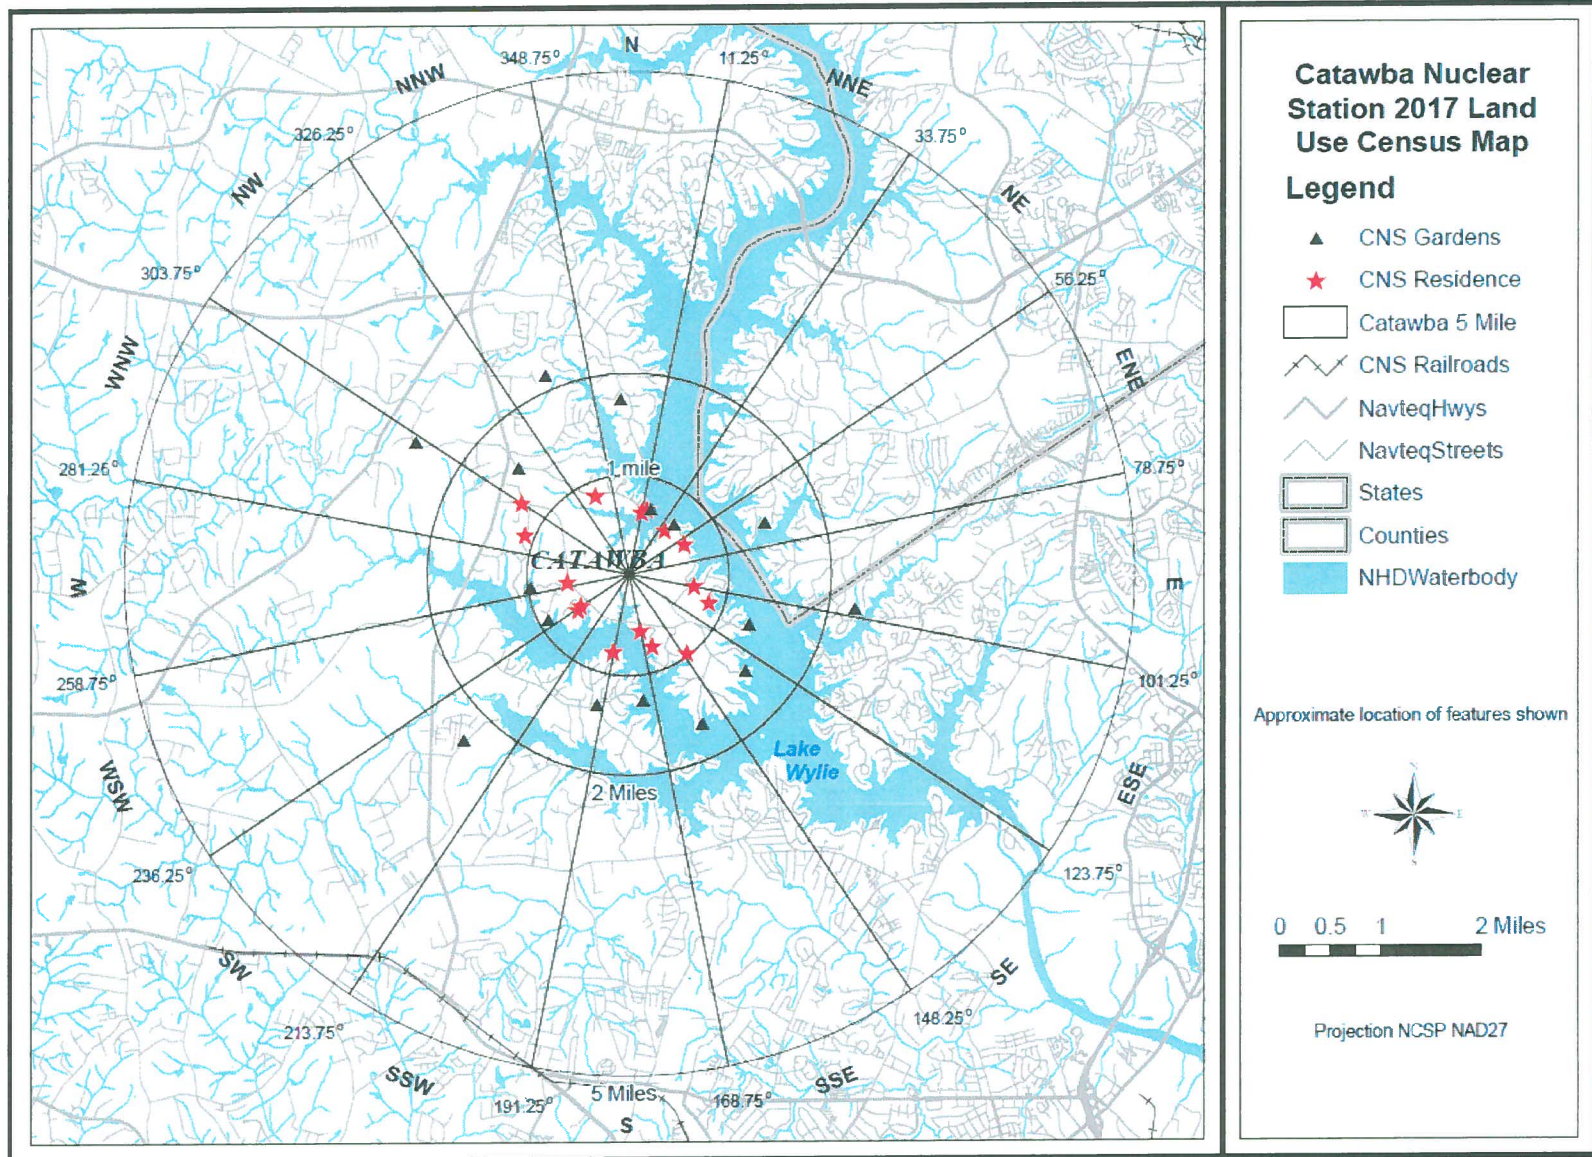 348.75°
N
11.25°
NNW
NNE
326.25°
33.75°
NW
NE
303.75°
56.25°
WNW
ENE
281.25°
78.75°
1 mile
CATAWBA
W
E
258.75°
101.25°
Lake
Wylie
2 Miles
WSW
ESE
236.25°
123.75°
SW
SE
213.75°
148.25°
SSW
SSE
191.25°
5 Miles
168.75°
S
Catawba Nuclear
Station 2017 Land
Use Census Map
Legend
CNS Gardens
CNS Residence
Catawba 5 Mile
CNS Railroads
NavteqHwys
NavteqStreets
States
Counties
NHDWaterbody
Approximate location of features shown
N
W E
S
0 0.5 1 2 Miles
Projection NCSP NAD27